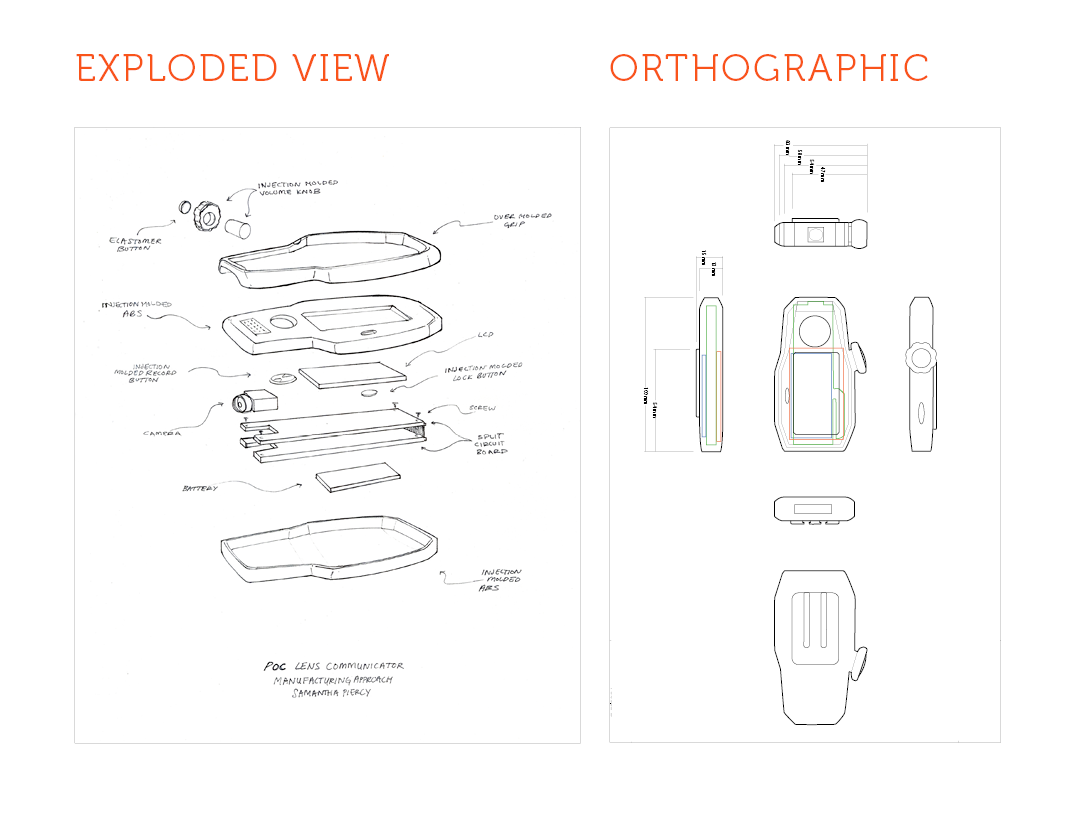 EXPLODED VIEW
ORTHOGRAPHIC
INJECTION MOLDED
VOLUME KNOB
ELASTOMER
BUTTON
OVER MOLDED
GRIP
INJECTION MOLDED
ABS
LCD
INJECTION
MOLDED RECORD
BUTTON
INJECTION MOLDED
LOCK BUTTON
CAMERA
SCREW
SPLIT
CIRCUIT
BOARD
BATTERY
INJECTION
MOLDED
ABS
POC LENS COMMUNICATOR
MANUFACTURING APPROACH
SAMANTHA PIERCY
47mm
54mm